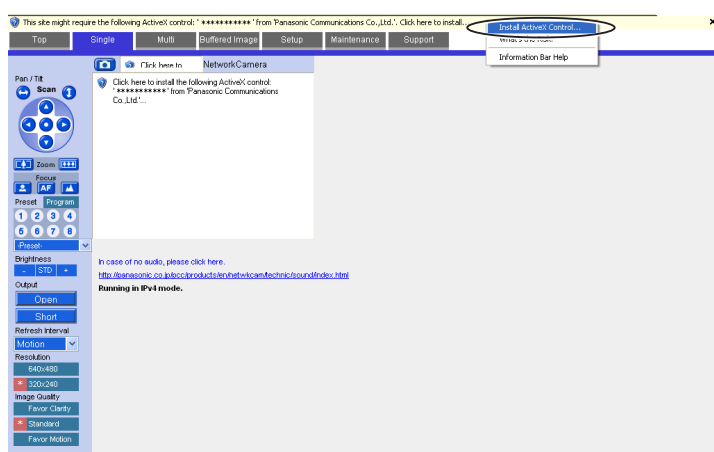 This site might require the following ActiveX control: ' *********** ' from 'Panasonic Communications Co.,Ltd.'. Click here to install...
Install ActiveX Control...
What's the Risk?
Information Bar Help
Top Single Multi Buffered Image Setup Maintenance Support
Click here to NetworkCamera
Click here to install the following ActiveX control:
' *********** ' from 'Panasonic Communications
Co.,Ltd.'...
Pan / Tilt
Scan
Zoom
Focus
AF
Preset Program
1 2 3 4
5 6 7 8
-Preset-
Brightness
- STD +
Output
Open
Short
Refresh Interval
Motion
Resolution
640x480
* 320x240
Image Quality
Favor Clarity
* Standard
Favor Motion
In case of no audio, please click here.
http://panasonic.co.jp/pcc/products/en/netwkcam/technic/sound/index.html
Running in IPv4 mode.